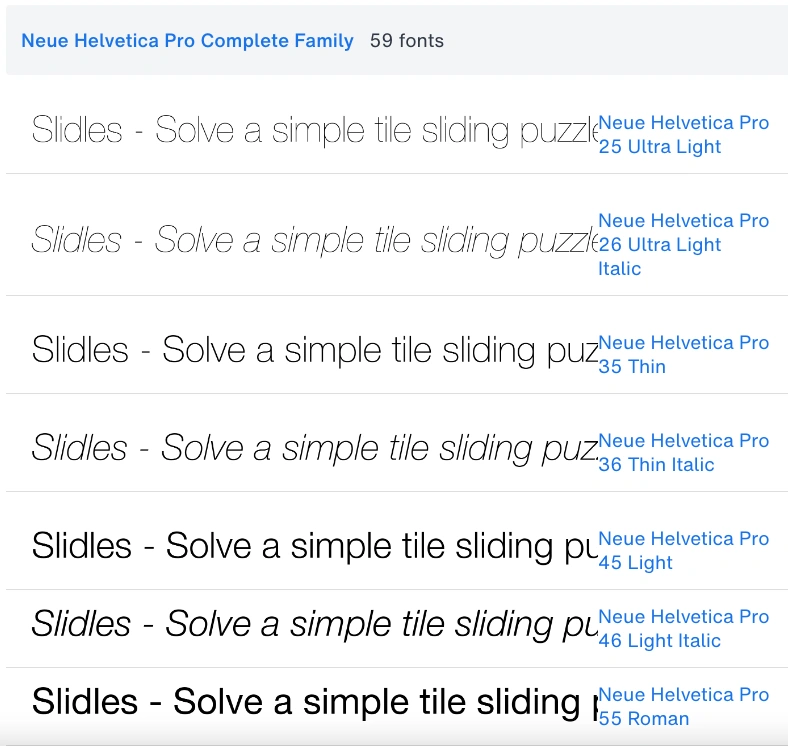 Neue Helvetica Pro Complete Family 59 fonts
Slidles - Solve a simple tile sliding puzzle
Neue Helvetica Pro
25 Ultra Light
Slidles - Solve a simple tile sliding puzzle
Neue Helvetica Pro
26 Ultra Light
Italic
Slidles - Solve a simple tile sliding puz
Neue Helvetica Pro
35 Thin
Slidles - Solve a simple tile sliding puz
Neue Helvetica Pro
36 Thin Italic
Slidles - Solve a simple tile sliding pu
Neue Helvetica Pro
45 Light
Slidles - Solve a simple tile sliding pu
Neue Helvetica Pro
46 Light Italic
Slidles - Solve a simple tile sliding p
Neue Helvetica Pro
55 Roman